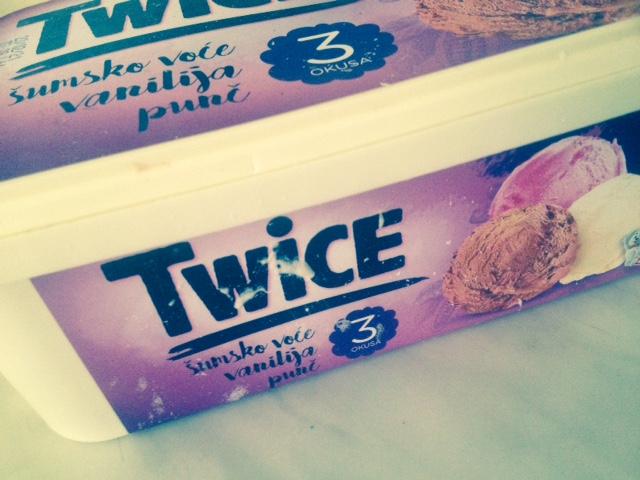 TWiCE
šumsko voće
vanilija
punč
3
OKUSA
TWiCE
šumsko voće
vanilija
punč
3
OKUSA